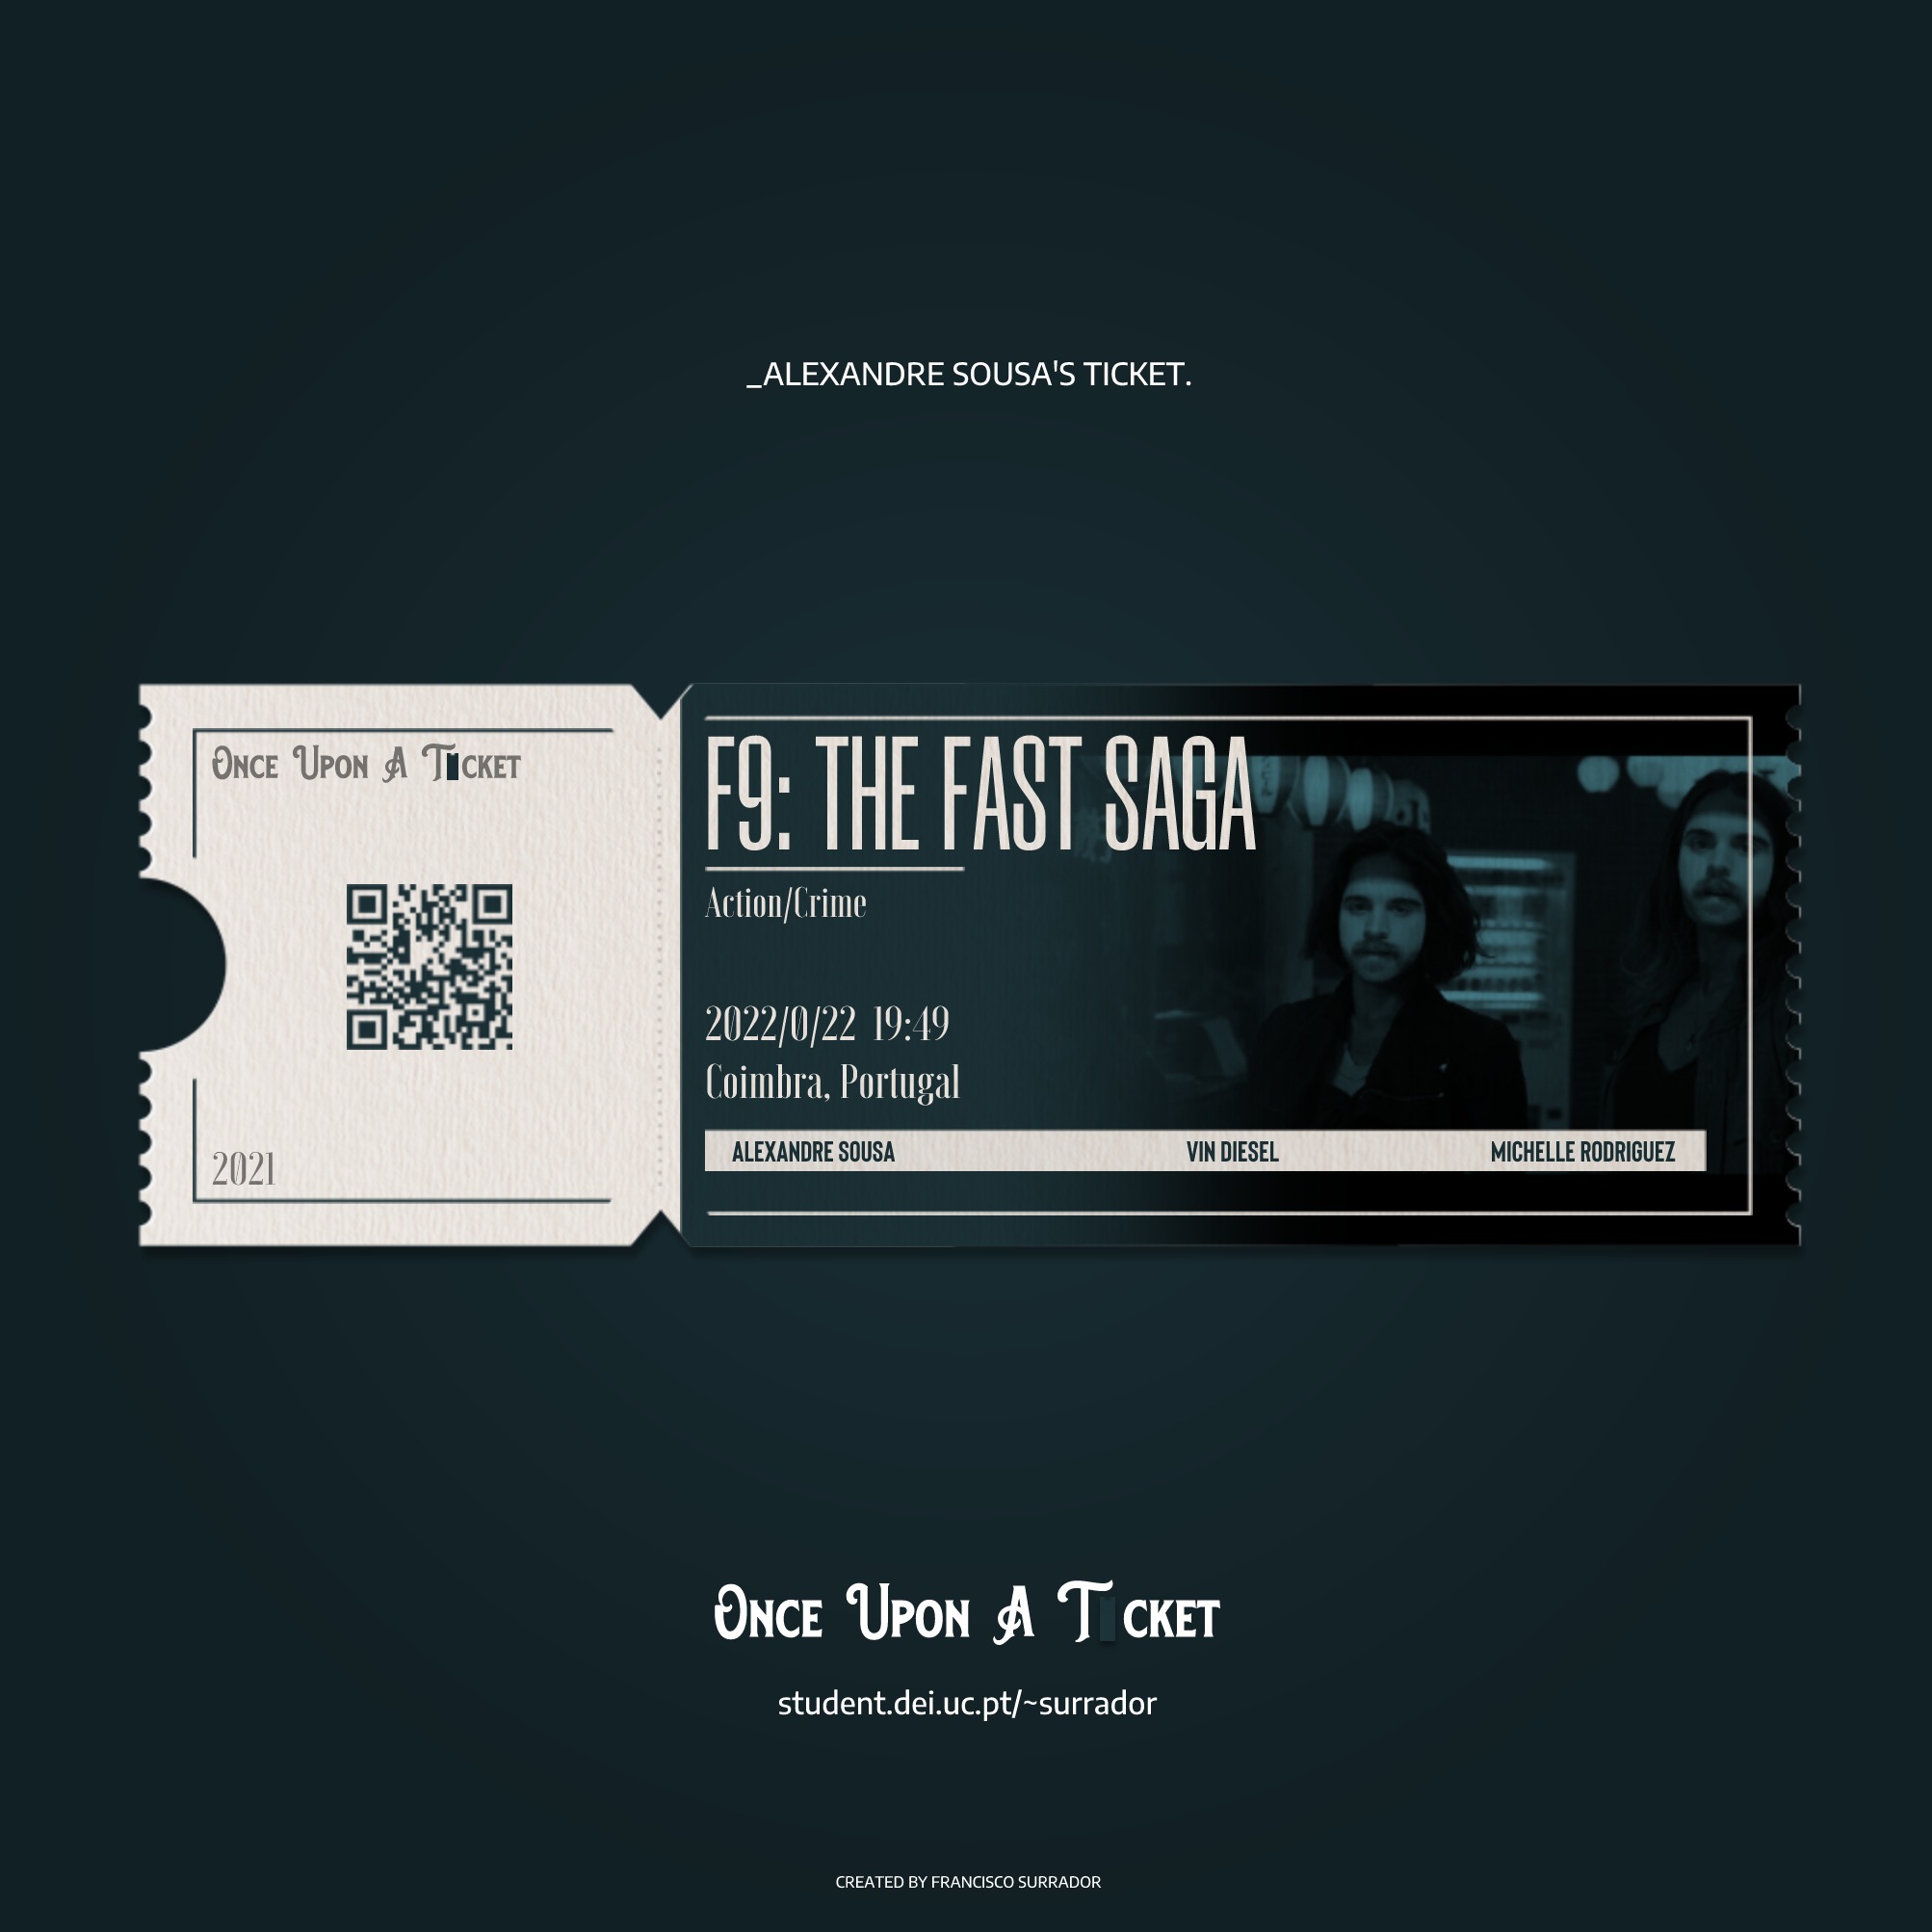 _ALEXANDRE SOUSA'S TICKET.
ONCE UPON A TICKET
2021
F9: THE FAST SAGA
Action/Crime
2022/0/22 19:49
Coimbra, Portugal
ALEXANDRE SOUSA VIN DIESEL MICHELLE RODRIGUEZ
ONCE UPON A TICKET
student.dei.uc.pt/~surrador
CREATED BY FRANCISCO SURRADOR